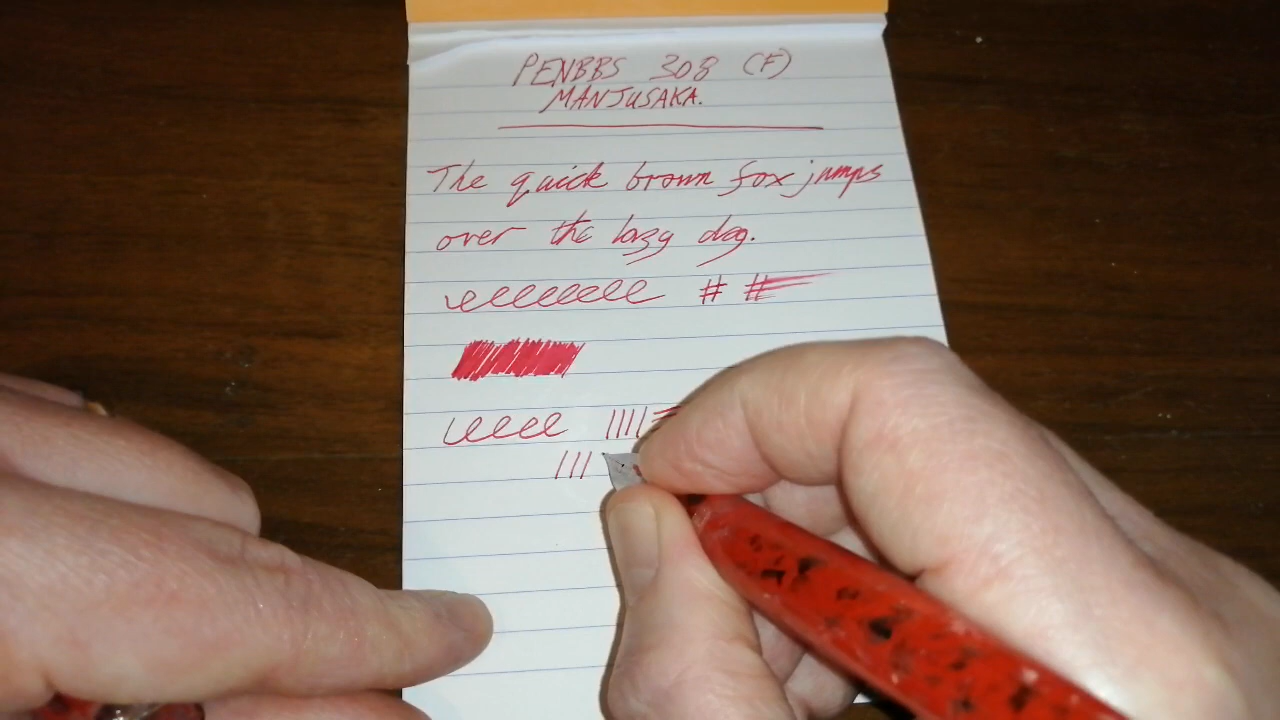 PENBBS 308 (F)
MANJUSAKA.
The quick brown fox jumps
over the lazy dog.
# #